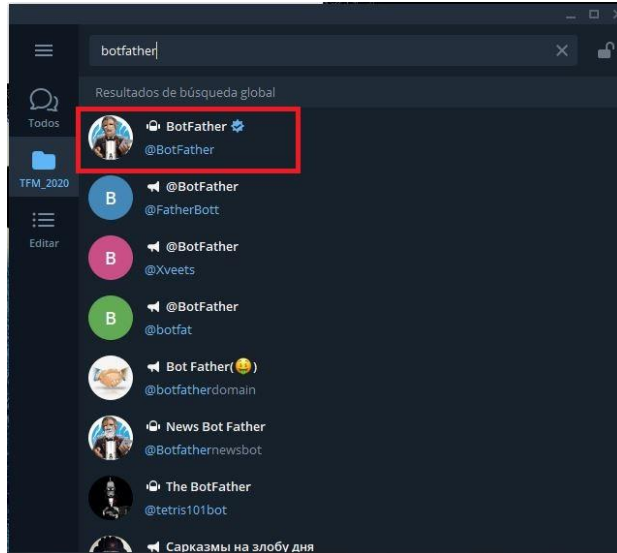 botfather
Resultados de búsqueda global
Todos
BotFather
@BotFather
TFM_2020
@BotFather
@FatherBott
Editar
@BotFather
@Xveets
@BotFather
@botfat
Bot Father(🤑)
@botfatherdomain
News Bot Father
@Botfathernewsbot
The BotFather
@tetris101bot
Сарказмы на злобу дня
B
B
B